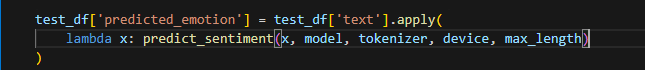 test_df['predicted_emotion'] = test_df['text'].apply(
    lambda x: predict_sentiment(x, model, tokenizer, device, max_length)
)